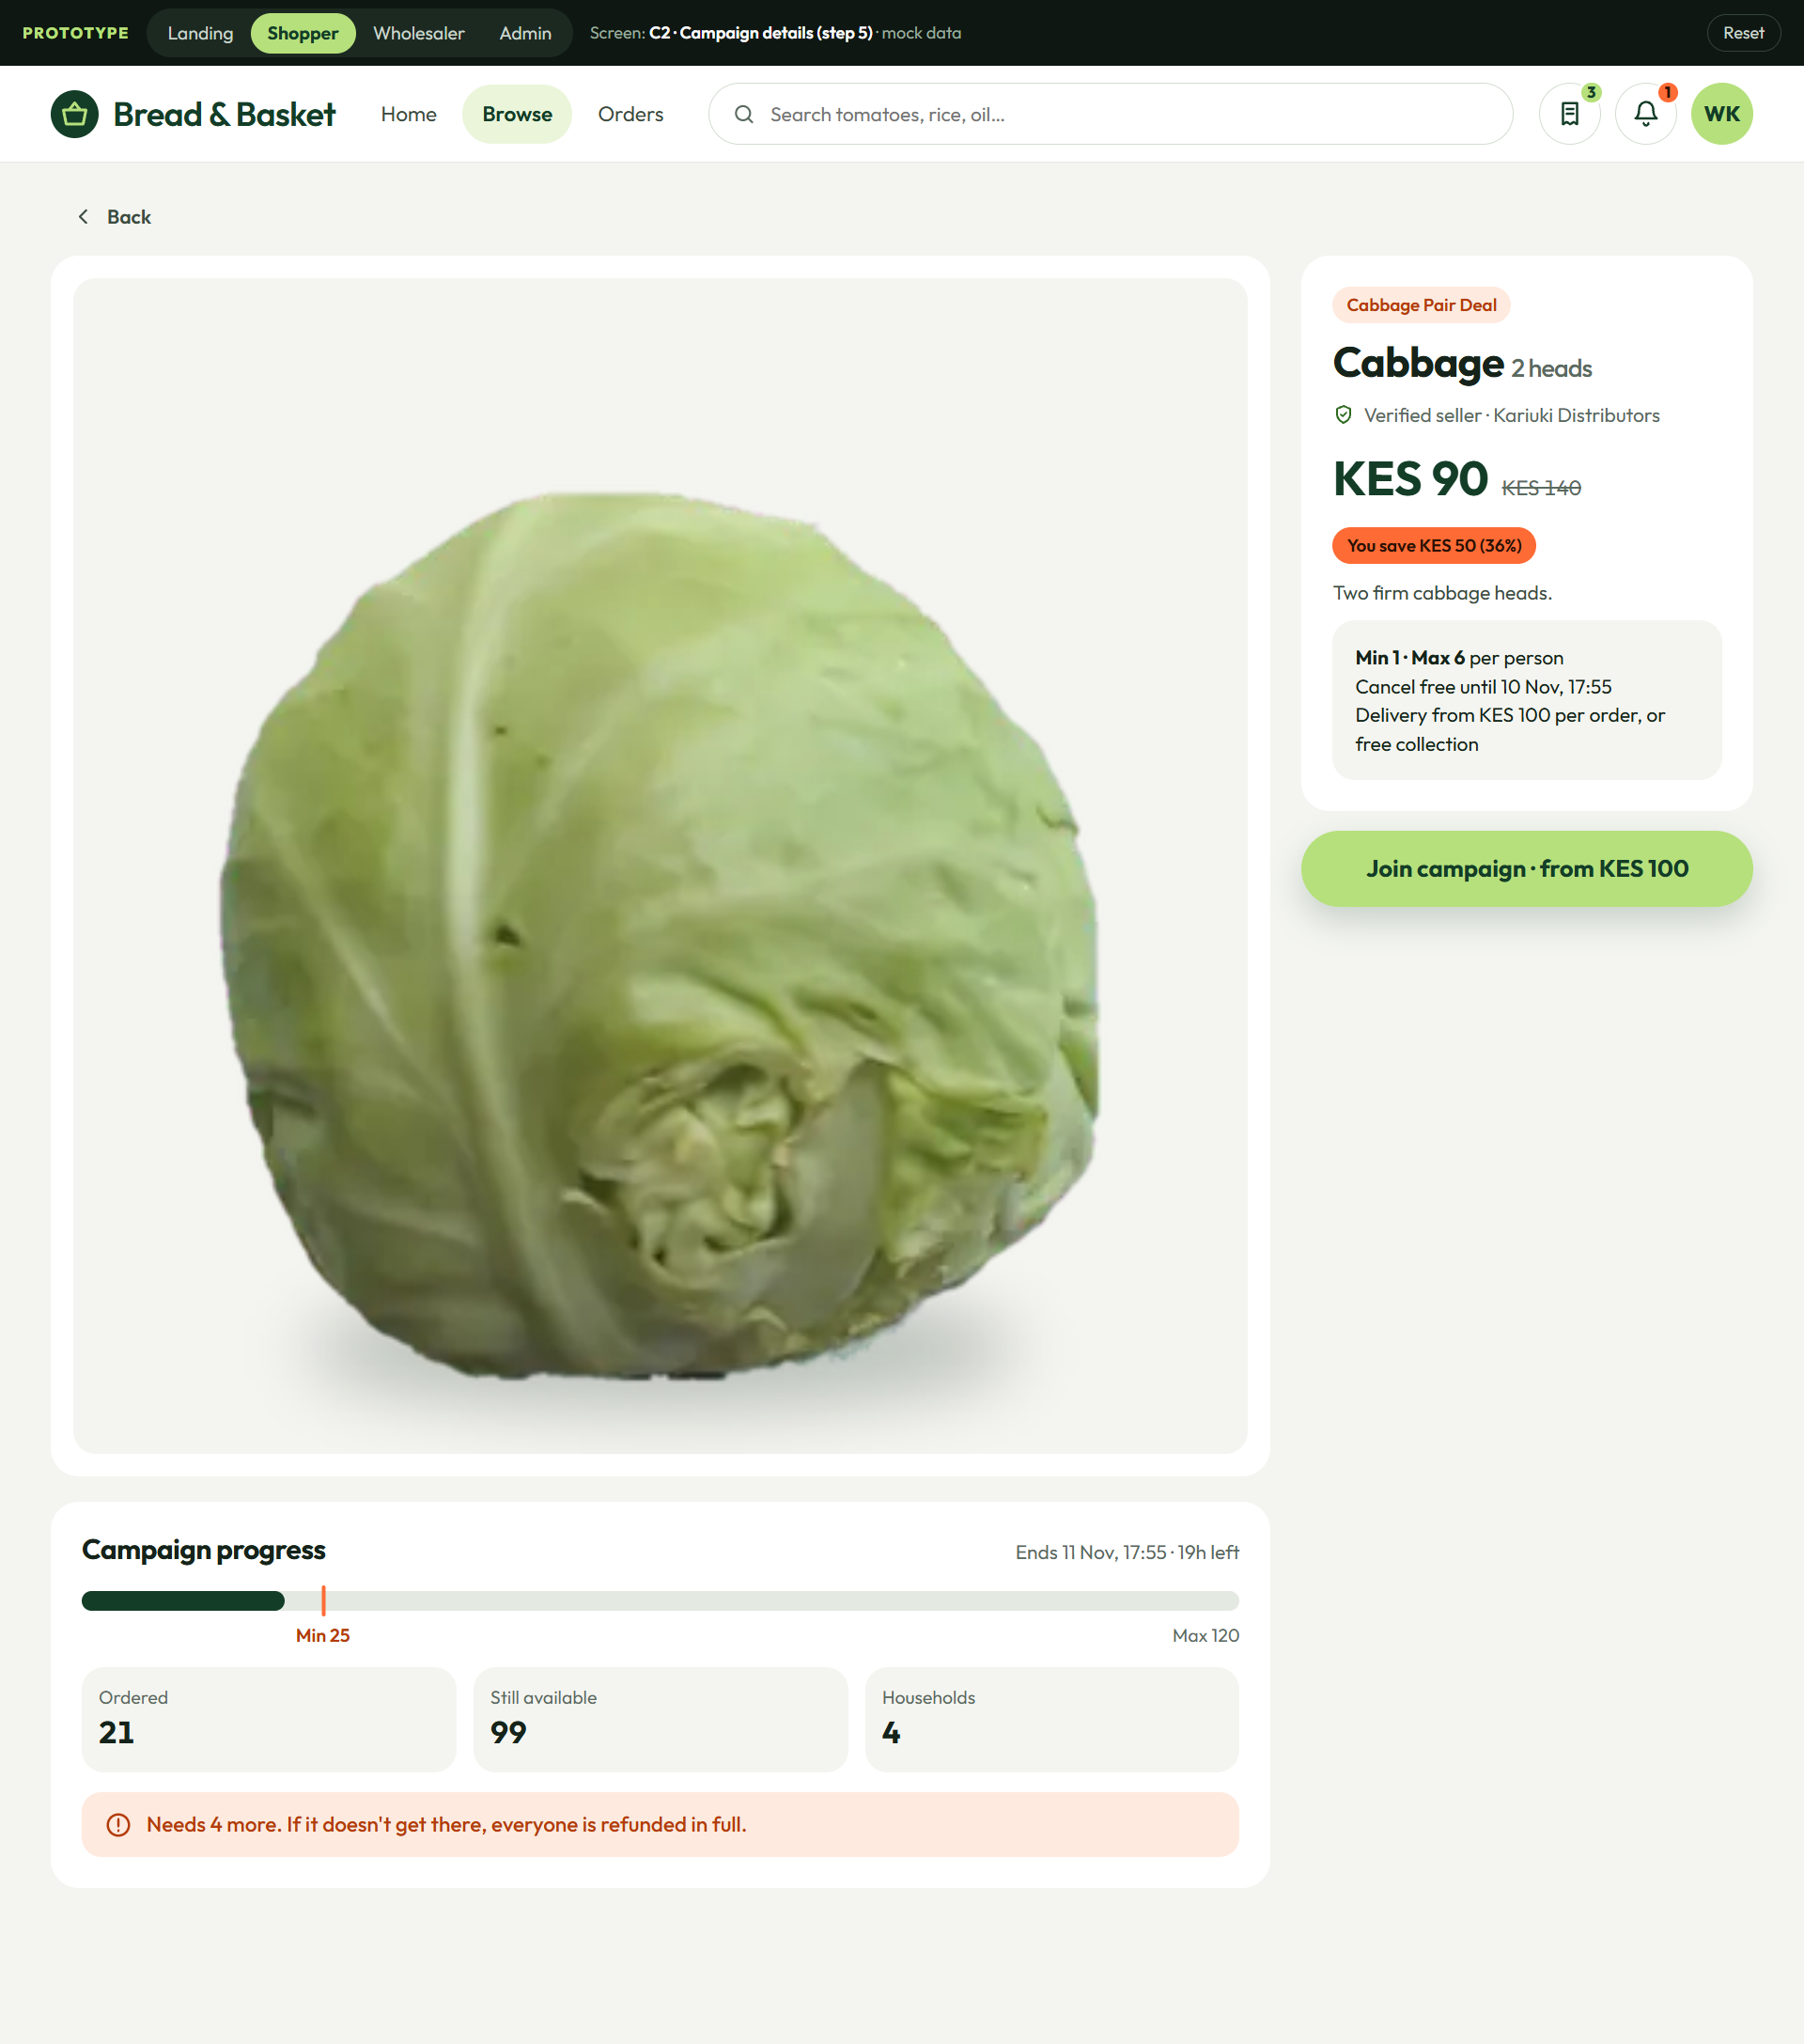 PROTOTYPE Landing Shopper Wholesaler Admin Screen: C2 · Campaign details (step 5) · mock data Reset
Bread & Basket Home Browse Orders Search tomatoes, rice, oil... 3 1 WK
Back
Cabbage Pair Deal
Cabbage 2 heads
Verified seller · Kariuki Distributors
KES 90 KES 140
You save KES 50 (36%)
Two firm cabbage heads.
Min 1 · Max 6 per person
Cancel free until 10 Nov, 17:55
Delivery from KES 100 per order, or
free collection
Join campaign · from KES 100
Campaign progress Ends 11 Nov, 17:55 · 19h left
Min 25 Max 120
Ordered Still available Households
21 99 4
Needs 4 more. If it doesn't get there, everyone is refunded in full.